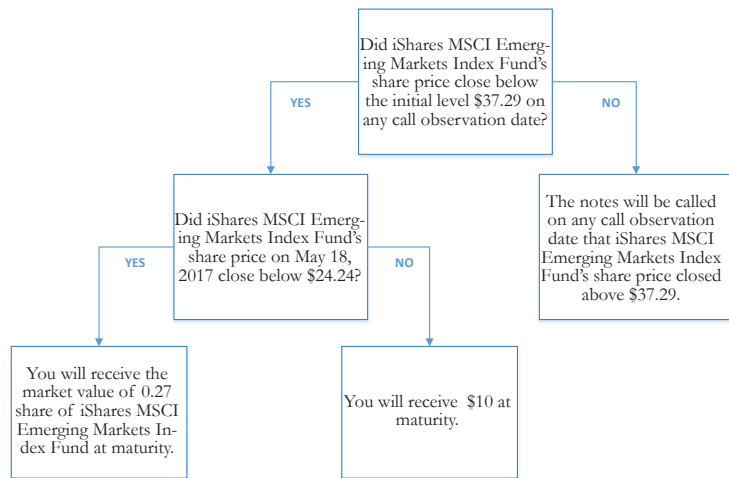 Did iShares MSCI Emerg-
ing Markets Index Fund's
share price close below
the initial level $37.29 on
any call observation date?
YES
NO
Did iShares MSCI Emerg-
ing Markets Index Fund's
share price on May 18,
2017 close below $24.24?
The notes will be called
on any call observation
date that iShares MSCI
Emerging Markets Index
Fund's share price closed
above $37.29.
YES
NO
You will receive the
market value of 0.27
share of iShares MSCI
Emerging Markets In-
dex Fund at maturity.
You will receive $10 at
maturity.